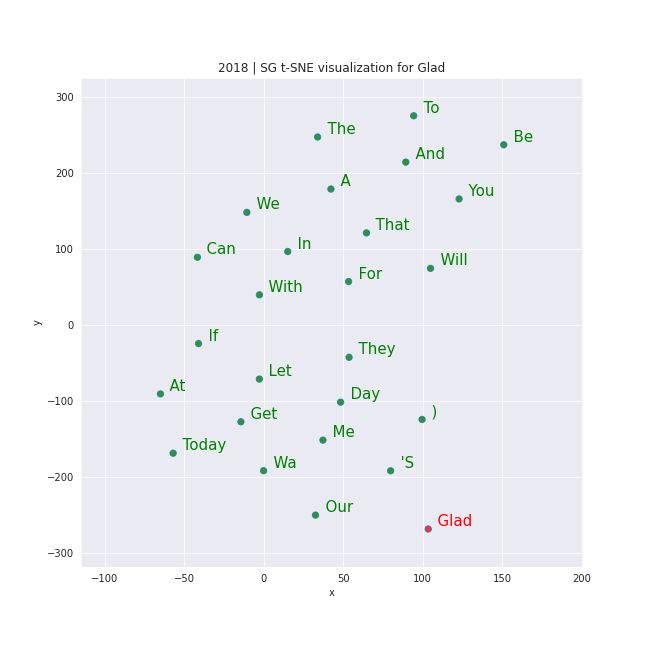 2018 | SG t-SNE visualization for Glad
300
200
100
0
−100
−200
−300
y
To
The
Be
And
A
You
We
That
In
Can
Will
For
With
If
They
Let
At
Day
Get
)
Me
Today
Wa
'S
Our
Glad
−100
−50
0
50
100
150
200
x